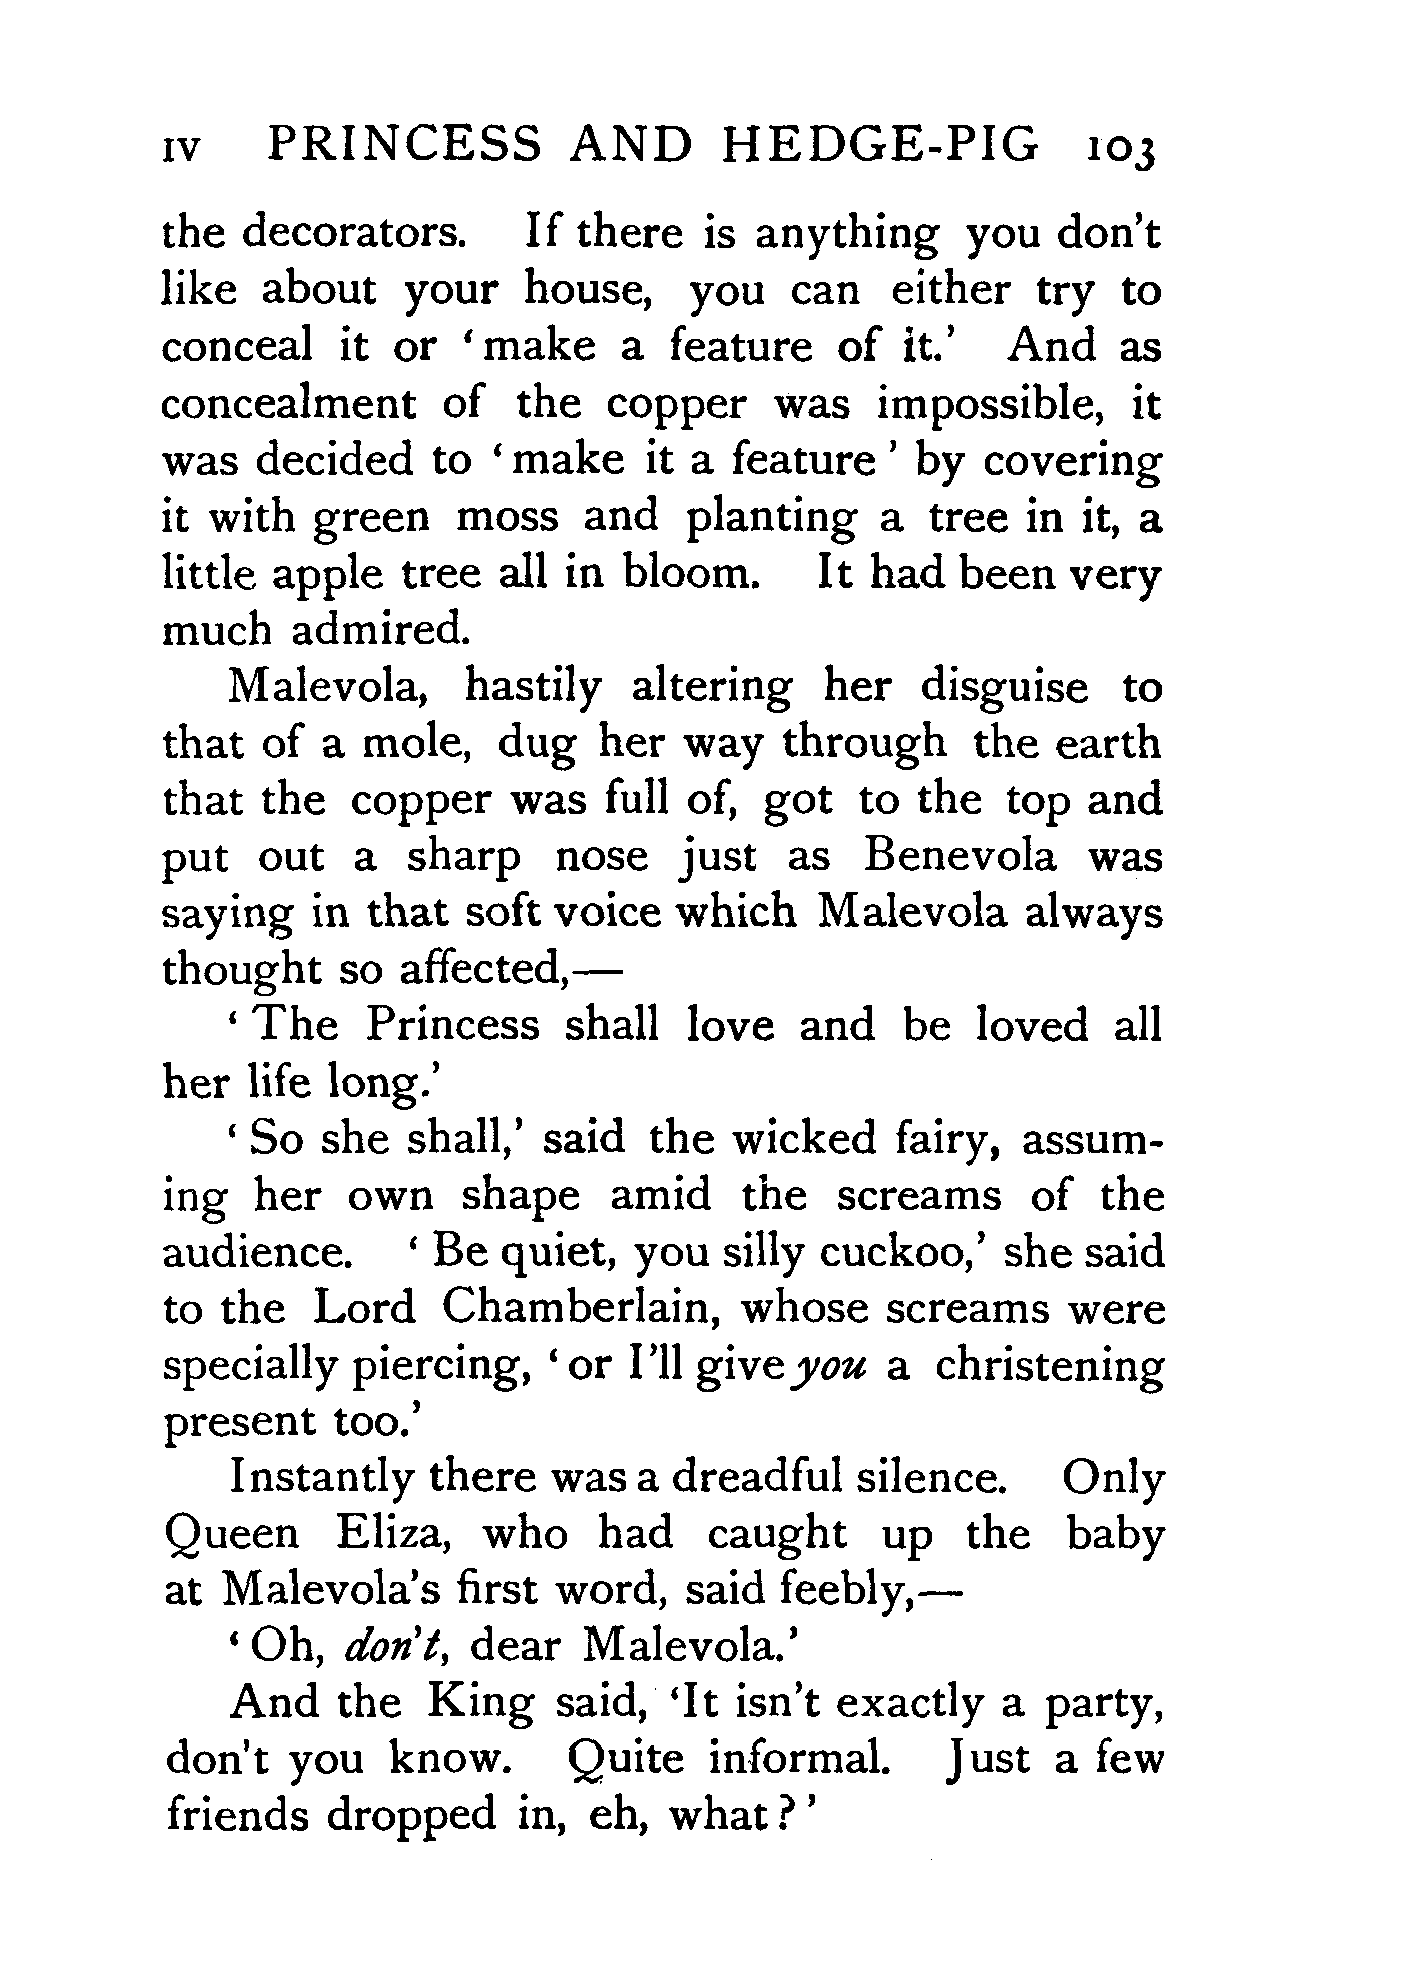 IV PRINCESS AND HEDGE-PIG 103
the decorators. If there is anything you don't
like about your house, you can either try to
conceal it or ‘make a feature of it.’ And as
concealment of the copper was impossible, it
was decided to ‘make it a feature’ by covering
it with green moss and planting a tree in it, a
little apple tree all in bloom. It had been very
much admired.
Malevola, hastily altering her disguise to
that of a mole, dug her way through the earth
that the copper was full of, got to the top and
put out a sharp nose just as Benevola was
saying in that soft voice which Malevola always
thought so affected,—
‘The Princess shall love and be loved all
her life long.’
‘So she shall,’ said the wicked fairy, assum-
ing her own shape amid the screams of the
audience. ‘Be quiet, you silly cuckoo,’ she said
to the Lord Chamberlain, whose screams were
specially piercing, ‘or I'll give you a christening
present too.’
Instantly there was a dreadful silence. Only
Queen Eliza, who had caught up the baby
at Malevola's first word, said feebly,—
‘Oh, don't, dear Malevola.’
And the King said, ‘It isn't exactly a party,
don't you know. Quite informal. Just a few
friends dropped in, eh, what?’